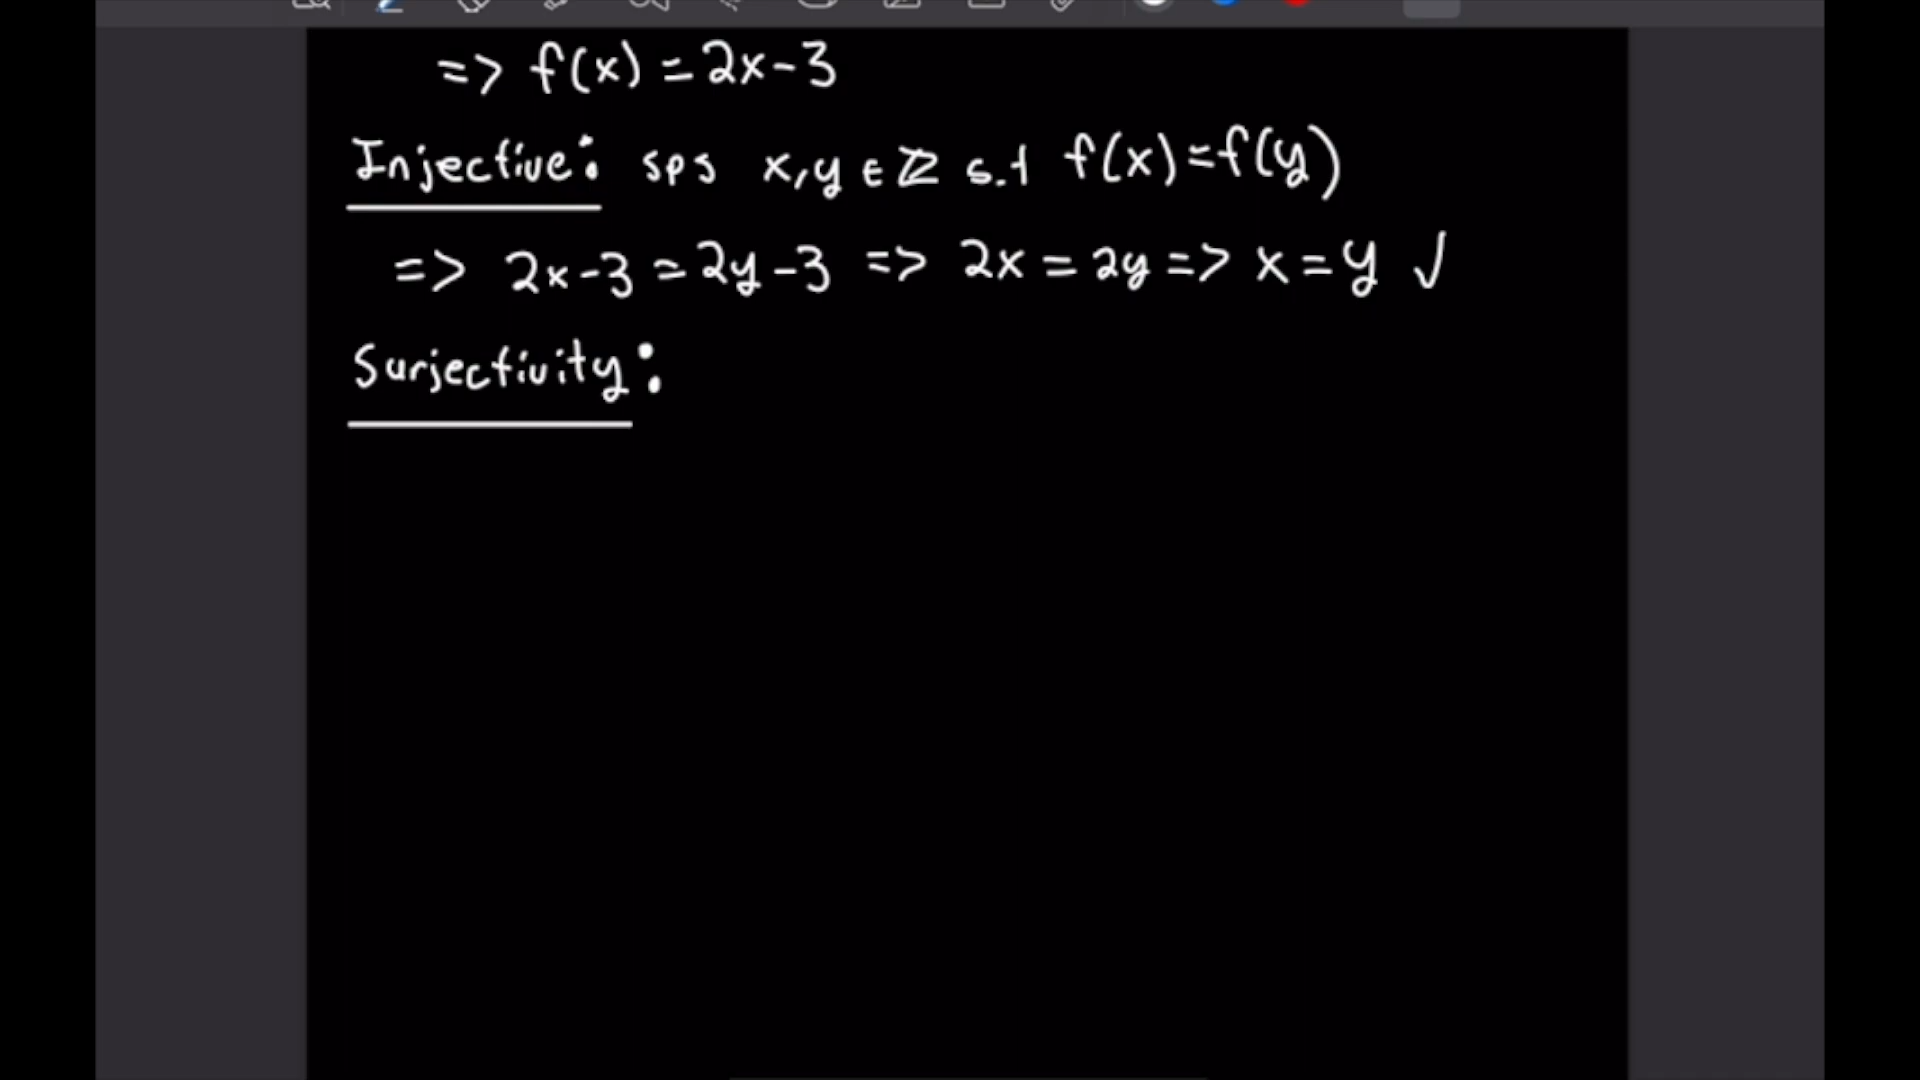 => f(x) = 2x-3
Injective: sps x,y ∈ ℤ s.t f(x)=f(y)
=> 2x-3 = 2y-3 => 2x = 2y => x = y ✓
Surjectivity: